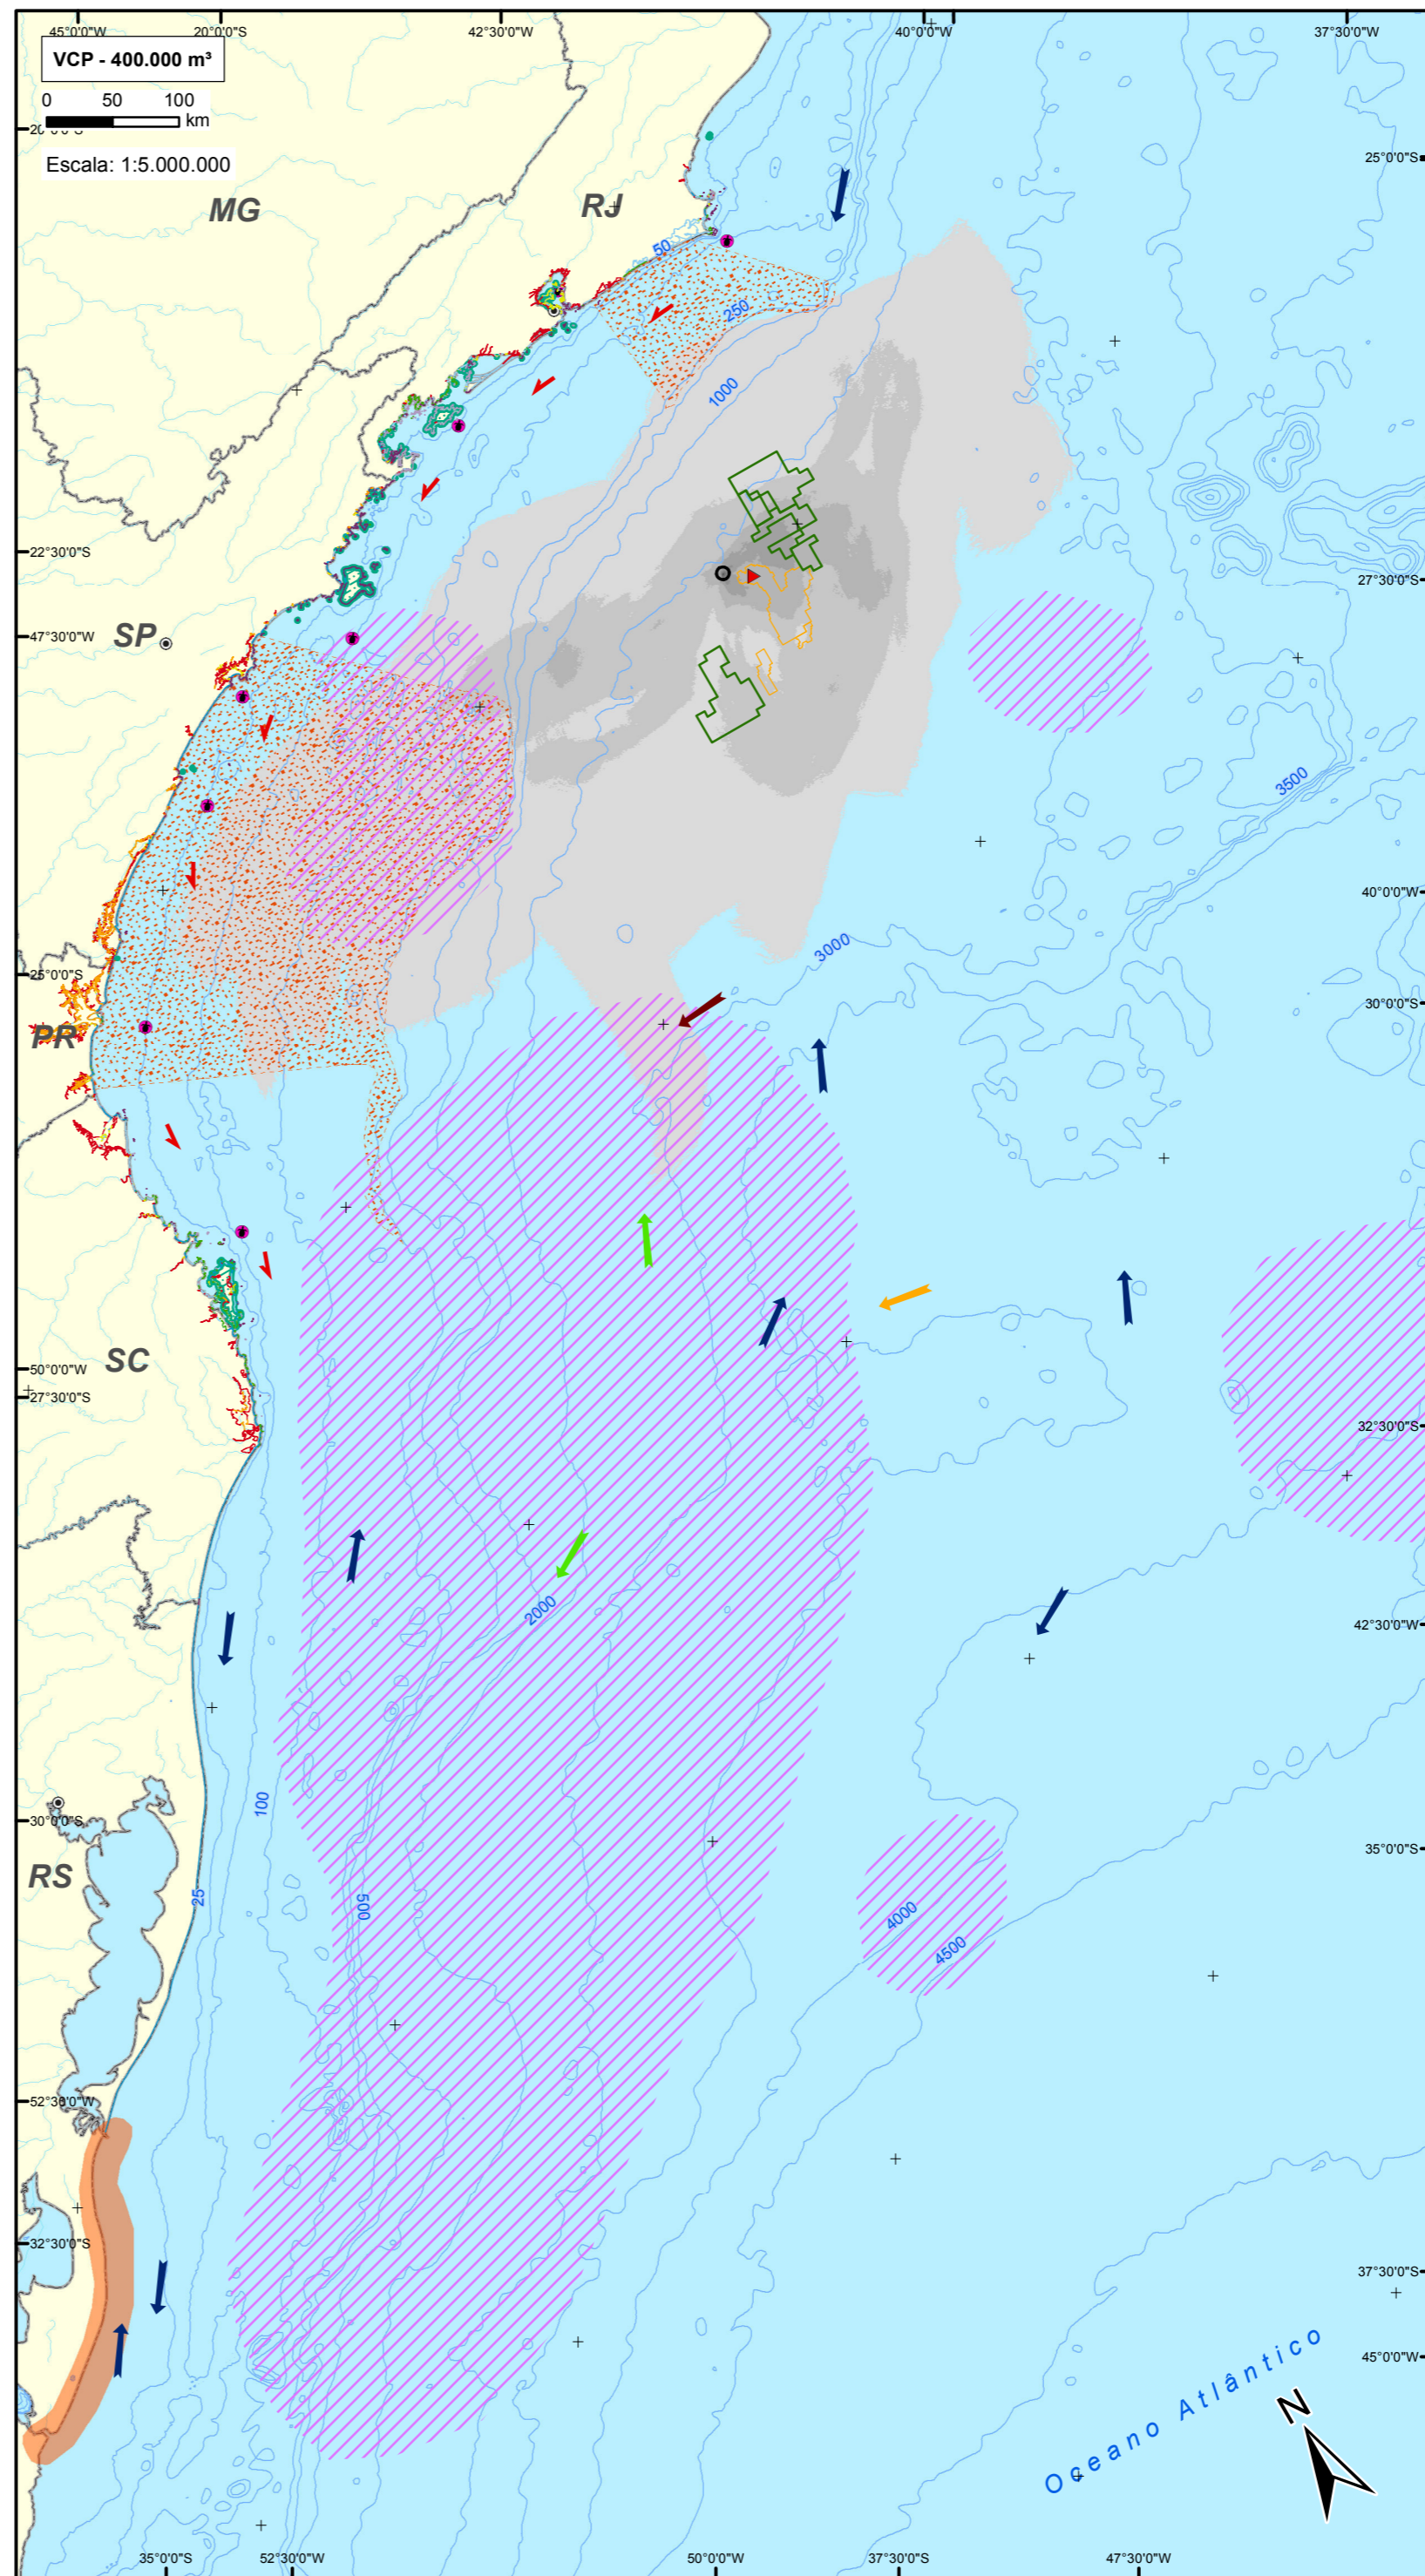 45°0'0"W
20°0'0"S
42°30'0"W
40°0'0"W
37°30'0"W
VCP - 400.000 m³
0 50 100
km
Escala: 1:5.000.000
25°0'0"S
MG
RJ
50
250
1000
22°30'0"S
27°30'0"S
47°30'0"W
SP
3500
40°0'0"W
3000
25°0'0"S
30°0'0"S
PR
SC
50°0'0"W
27°30'0"S
32°30'0"S
2000
42°30'0"W
100
30°0'0"S
35°0'0"S
RS
25
500
4000
4500
52°30'0"W
32°30'0"S
37°30'0"S
45°0'0"W
Oceano Atlântico
N
35°0'0"S
52°30'0"W
50°0'0"W
37°30'0"S
47°30'0"W